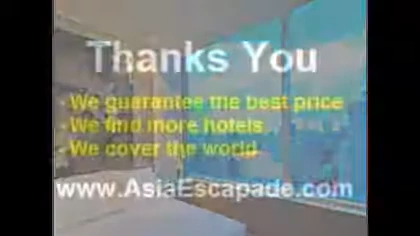 Thanks You
- We guarantee the best price
- We find more hotels
- We cover the world
www.AsiaEscapade.com